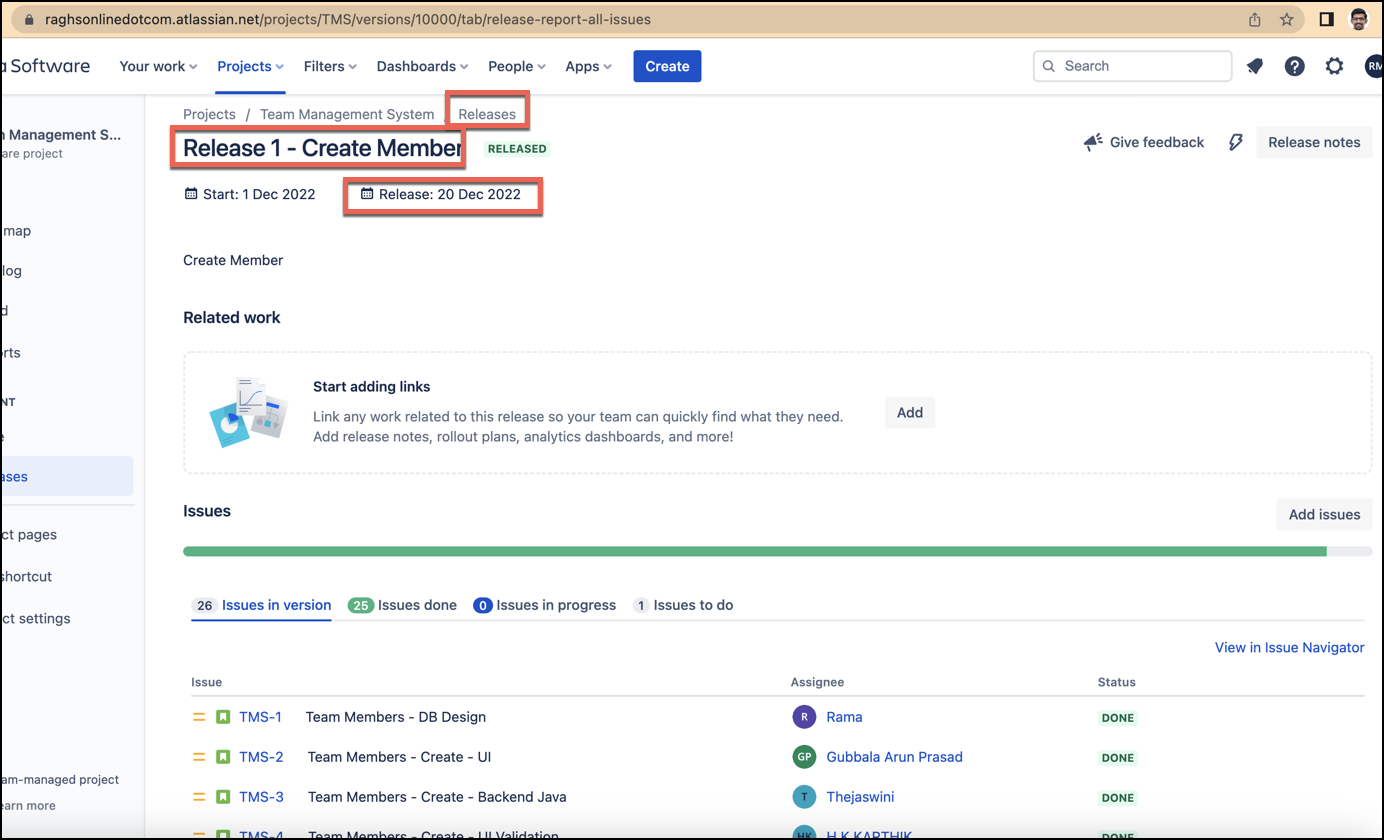 raghsonlinedotcom.atlassian.net/projects/TMS/versions/10000/tab/release-report-all-issues
a Software Your work Projects Filters Dashboards People Apps Create Search ? RM
Projects / Team Management System / Releases
n Management S...
are project
Release 1 - Create Member RELEASED Give feedback Release notes
Start: 1 Dec 2022 Release: 20 Dec 2022
map
log
d
orts
NT
e
ases
ct pages
shortcut
ct settings
am-managed project
earn more
Create Member
Related work
Start adding links
Link any work related to this release so your team can quickly find what they need.
Add release notes, rollout plans, analytics dashboards, and more!
Add
Issues Add issues
26 Issues in version 25 Issues done 0 Issues in progress 1 Issues to do
View in Issue Navigator
Issue Assignee Status
TMS-1 Team Members - DB Design R Rama DONE
TMS-2 Team Members - Create - UI GP Gubbala Arun Prasad DONE
TMS-3 Team Members - Create - Backend Java T Thejaswini DONE
TMS-4 Team Members - Create - UI Validation HK H K KARTHIK DONE